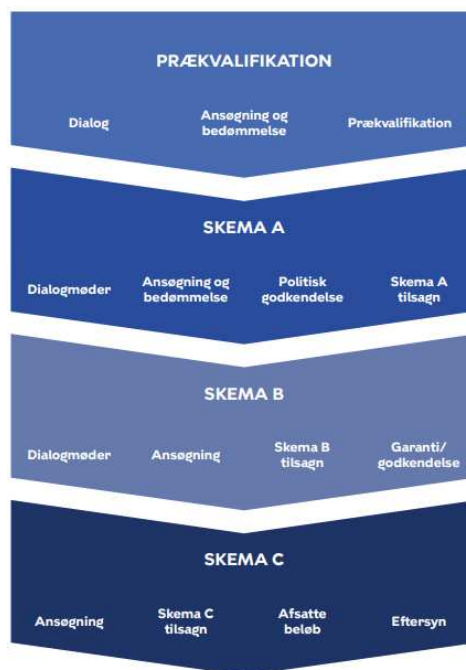 PRÆKVALIFIKATION
Dialog
Ansøgning og
bedømmelse
Prækvalifikation
SKEMA A
Dialogmøder
Ansøgning og
bedømmelse
Politisk
godkendelse
Skema A
tilsagn
SKEMA B
Dialogmøder
Ansøgning
Skema B
tilsagn
Garanti/
godkendelse
SKEMA C
Ansøgning
Skema C
tilsagn
Afsatte
beløb
Eftersyn